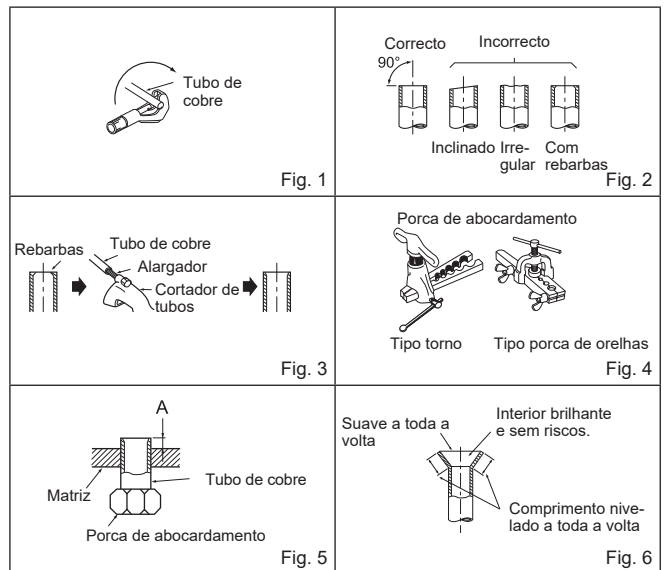 Tubo de
cobre
Fig. 1
Correcto
Incorrecto
90°
Inclinado
Irre-
gular
Com
rebarbas
Fig. 2
Rebarbas
Tubo de cobre
Alargador
Cortador de
tubos
Fig. 3
Porca de abocardamento
Tipo torno
Tipo porca de orelhas
Fig. 4
A
Tubo de cobre
Matriz
Porca de abocardamento
Fig. 5
Suave a toda a
volta
Interior brilhante
e sem riscos.
Comprimento nive-
lado a toda a volta
Fig. 6